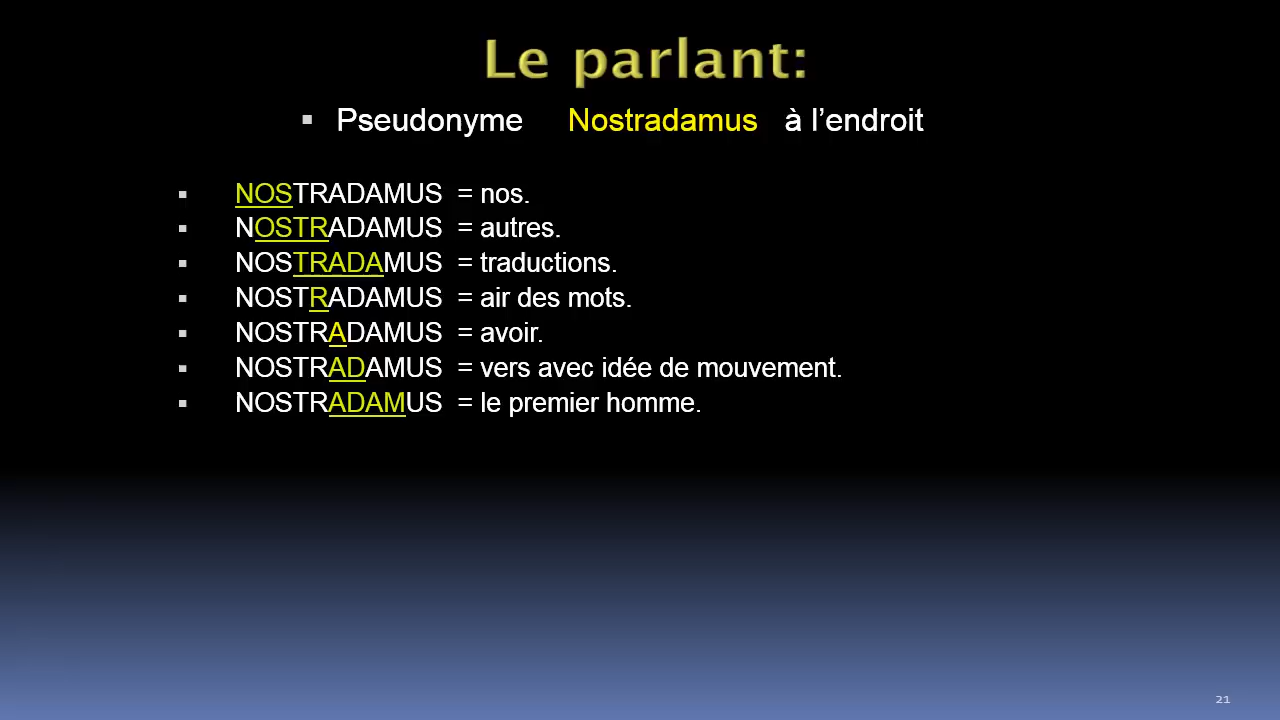 Le parlant:
▪ Pseudonyme Nostradamus à l’endroit
▪ NOSTRADAMUS = nos.
▪ NOSTRADAMUS = autres.
▪ NOSTRADAMUS = traductions.
▪ NOSTRADAMUS = air des mots.
▪ NOSTRADAMUS = avoir.
▪ NOSTRADAMUS = vers avec idée de mouvement.
▪ NOSTRADAMUS = le premier homme.
21